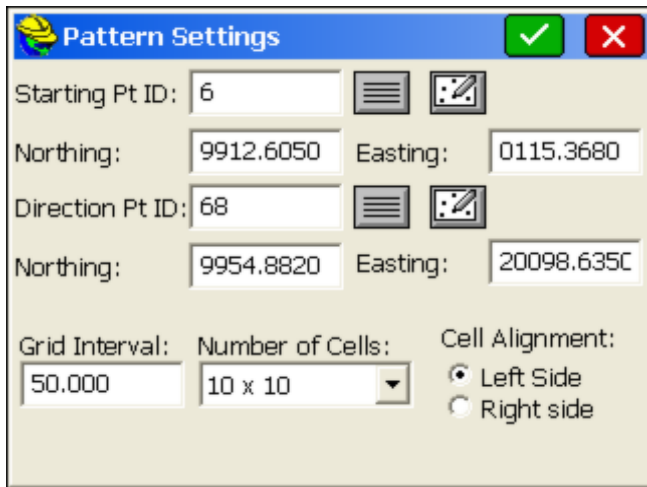 Pattern Settings
Starting Pt ID: 6
Northing: 9912.6050 Easting: 0115.3680
Direction Pt ID: 68
Northing: 9954.8820 Easting: 20098.6350
Grid Interval: Number of Cells: Cell Alignment:
50.000 10 x 10 Left Side
Right side